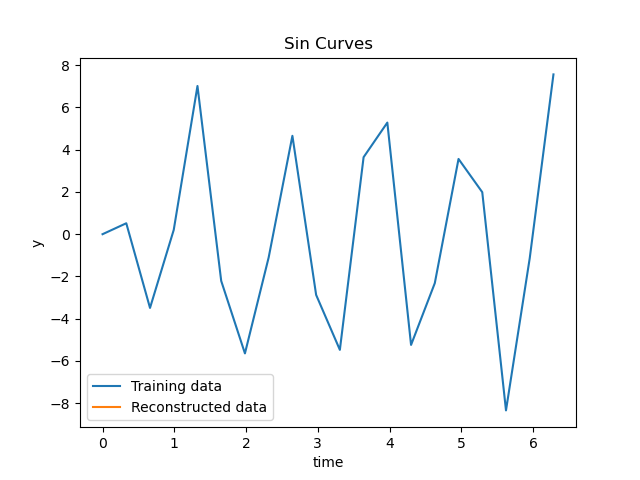 Sin Curves
8
6
4
2
0
−2
−4
−6
−8
y
Training data
Reconstructed data
0 1 2 3 4 5 6
time